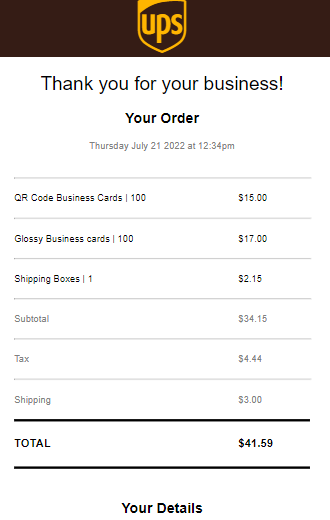 ups
Thank you for your business!
Your Order
Thursday July 21 2022 at 12:34pm
QR Code Business Cards | 100 $15.00
Glossy Business cards | 100 $17.00
Shipping Boxes | 1 $2.15
Subtotal $34.15
Tax $4.44
Shipping $3.00
TOTAL $41.59
Your Details